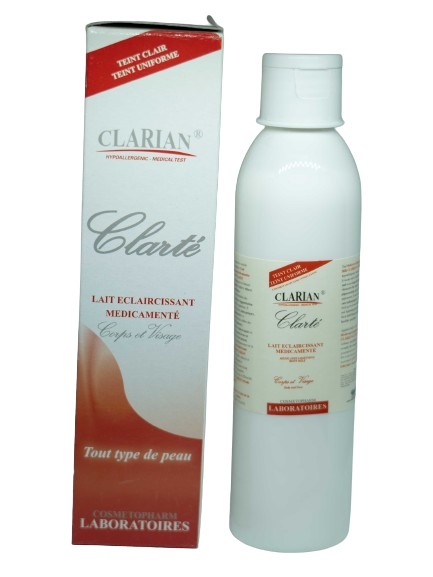 TEINT CLAIR
TEINT UNIFORME
CLARIAN®
HYPOALLERGENIC - MEDICAL TEST
Clarté
LAIT ECLAIRCISSANT
MEDICAMENTÉ
Corps et Visage
Tout type de peau
COSMETOPHARM
LABORATOIRES
TEINT CLAIR
TEINT UNIFORME
CLARIAN®
Clarté
LAIT ECLAIRCISSANT
MEDICAMENTÉ
Corps et Visage
COSMETOPHARM
LABORATOIRES